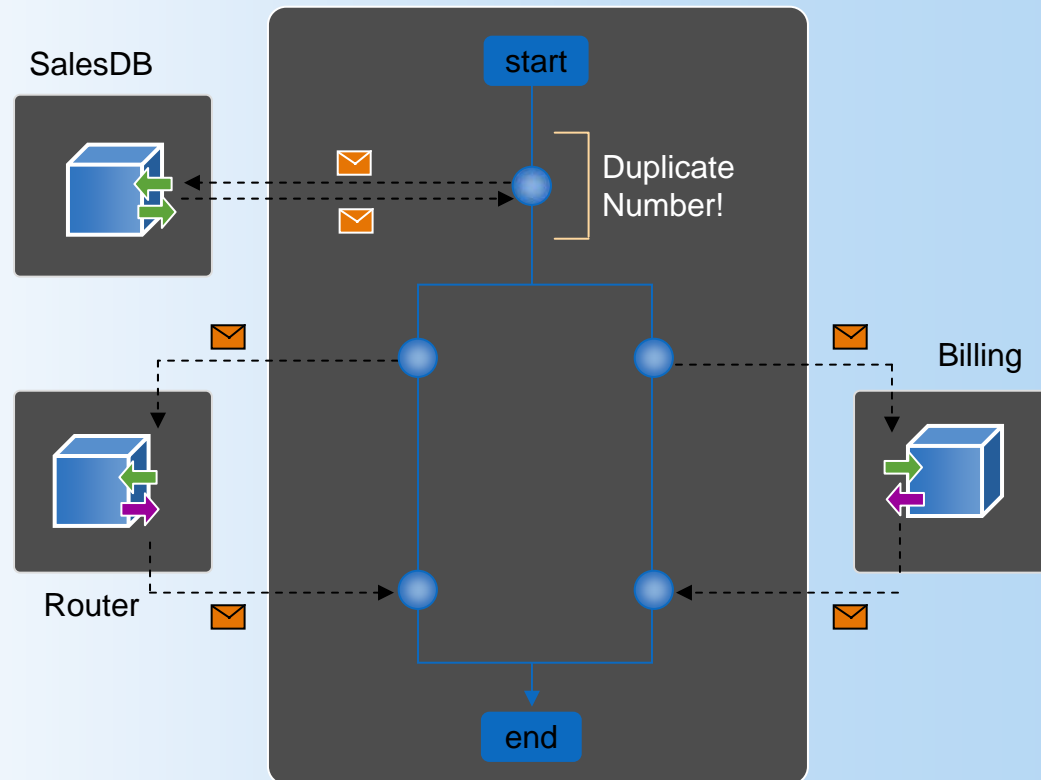 SalesDB
start
Duplicate
Number!
Billing
Router
end